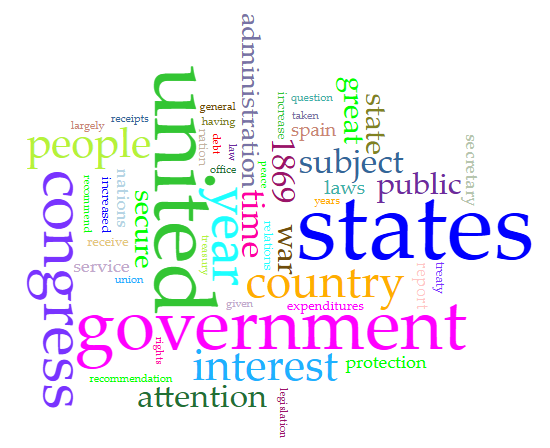 administration
united
general
increase
question
great
state
receipts
having
taken
largely
nation
debt
law
spain
people
office
1869
subject
secretary
peace
laws
public
congress
recommend
increased
nations
secure
year
time
years
states
receive
treasury
relations
war
service
country
report
treaty
union
given
expenditures
government
rights
interest
protection
recommendation
attention
legislation